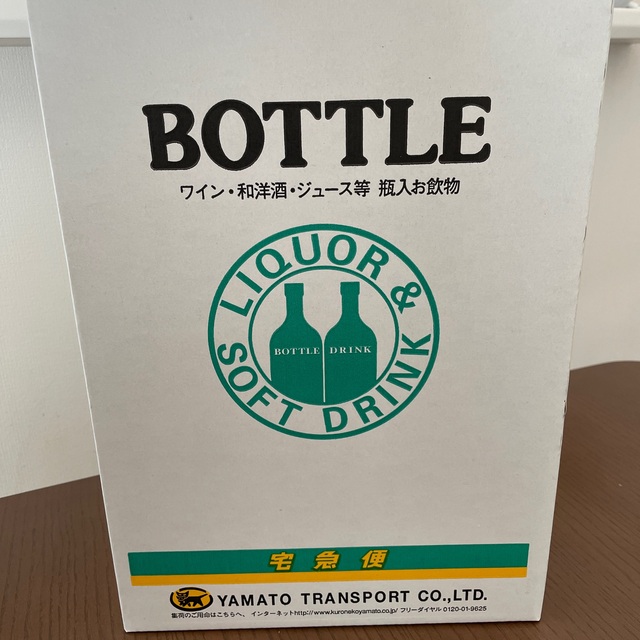 BOTTLE
ワイン・和洋酒・ジュース等 瓶入お飲物
LIQUOR & SOFT DRINK
BOTTLE DRINK
宅急便
YAMATO TRANSPORT CO.,LTD.
集荷のご用命はこちらへ、インターネットhttp://www.kuronekoyamato.co.jp/ フリーダイヤル 0120-01-9625